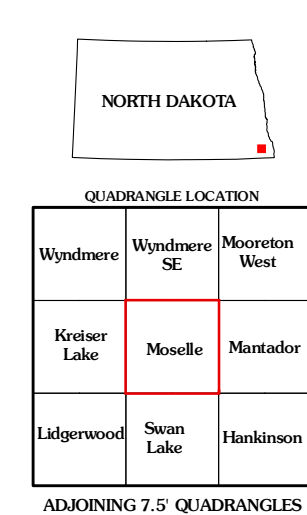 NORTH DAKOTA
QUADRANGLE LOCATION
Wyndmere
Wyndmere
SE
Mooreton
West
Kreiser
Lake
Moselle
Mantador
Lidgerwood
Swan
Lake
Hankinson
ADJOINING 7.5' QUADRANGLES